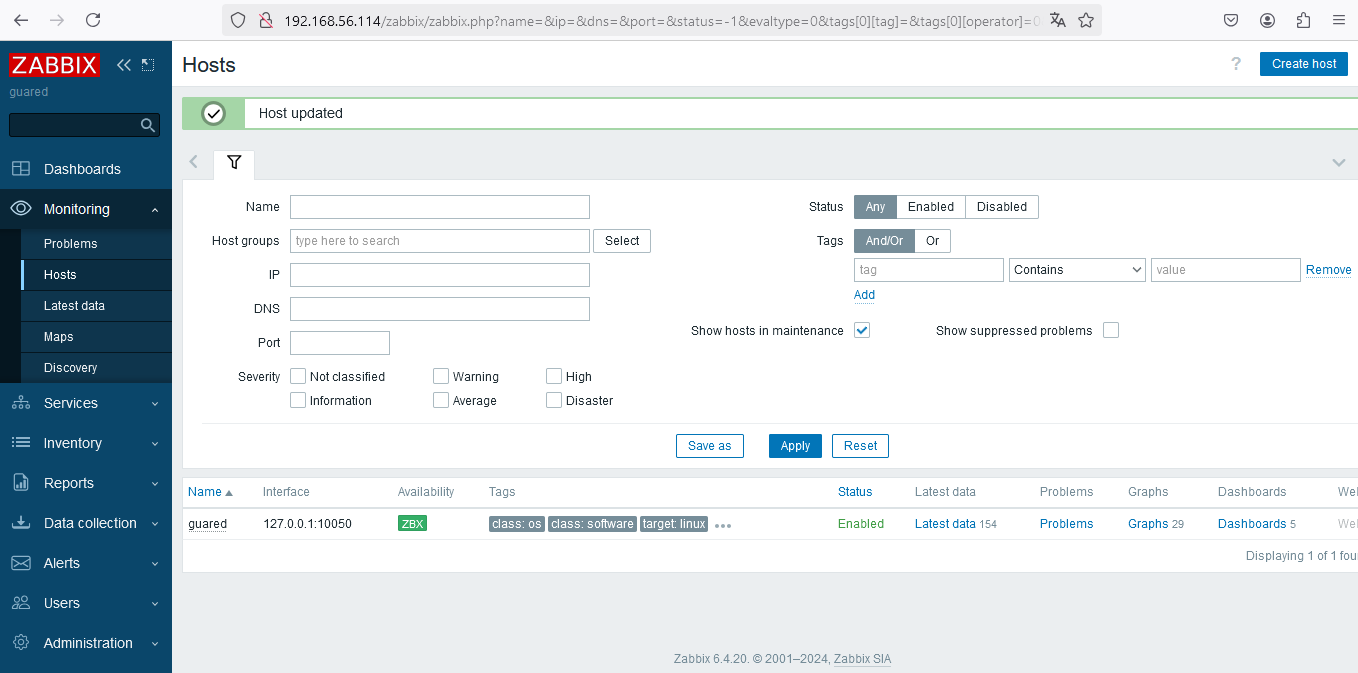 192.168.56.114/zabbix/zabbix.php?name=&ip=&dns=&port=&status=-1&evaltype=0&tags[0][tag]=&tags[0][operator]=0
ZABBIX
guared
Dashboards
Monitoring
Problems
Hosts
Latest data
Maps
Discovery
Services
Inventory
Reports
Data collection
Alerts
Users
Administration
Hosts
? Create host
Host updated
Name
Host groups type here to search Select
IP
DNS
Port
Severity Not classified Warning High
Information Average Disaster
Status Any Enabled Disabled
Tags And/Or Or
tag Contains value Remove
Add
Show hosts in maintenance Show suppressed problems
Save as Apply Reset
Name Interface Availability Tags Status Latest data Problems Graphs Dashboards We
guared 127.0.0.1:10050 ZBX class: os class: software target: linux ••• Enabled Latest data 154 Problems Graphs 29 Dashboards 5 We
Displaying 1 of 1 fou
Zabbix 6.4.20. © 2001–2024, Zabbix SIA